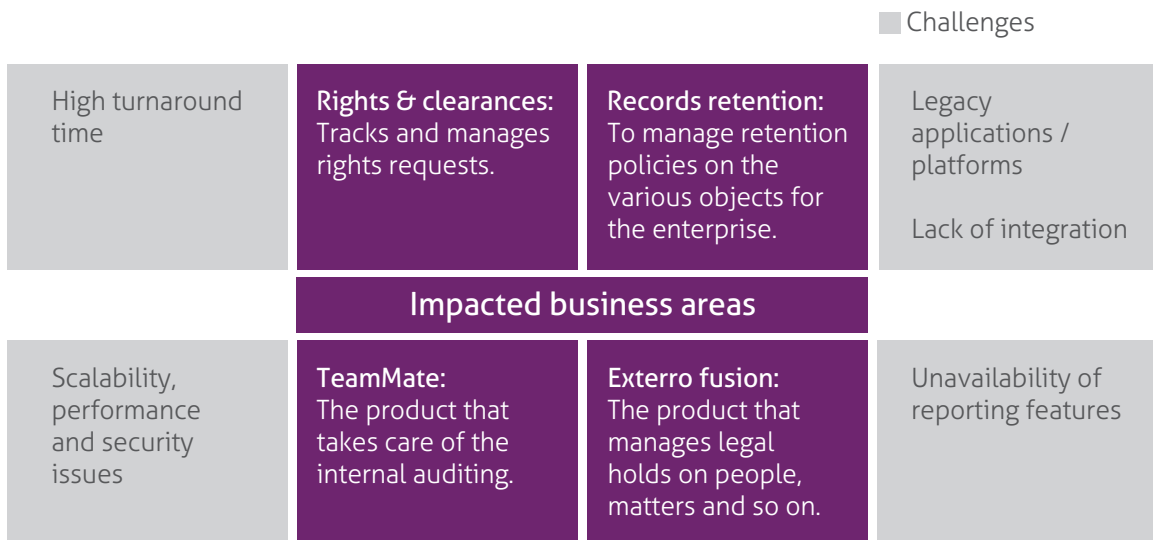 Challenges
High turnaround
time
Rights & clearances:
Tracks and manages
rights requests.
Records retention:
To manage retention
policies on the
various objects for
the enterprise.
Legacy
applications /
platforms
Lack of integration
Impacted business areas
Scalability,
performance
and security
issues
TeamMate:
The product that
takes care of the
internal auditing.
Exterro fusion:
The product that
manages legal
holds on people,
matters and so on.
Unavailability of
reporting features